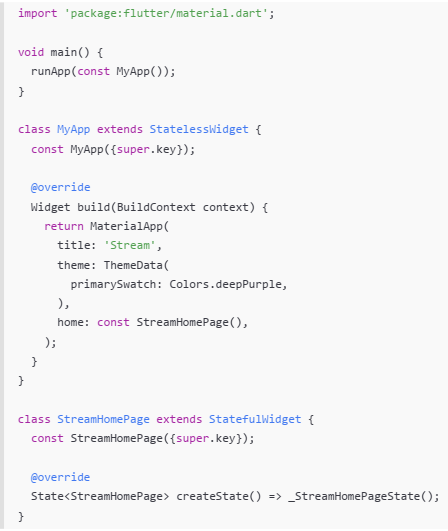 import 'package:flutter/material.dart';

void main() {
  runApp(const MyApp());
}

class MyApp extends StatelessWidget {
  const MyApp({super.key});

  @override
  Widget build(BuildContext context) {
    return MaterialApp(
      title: 'Stream',
      theme: ThemeData(
        primarySwatch: Colors.deepPurple,
      ),
      home: const StreamHomePage(),
    );
  }
}

class StreamHomePage extends StatefulWidget {
  const StreamHomePage({super.key});

  @override
  State<StreamHomePage> createState() => _StreamHomePageState();
}